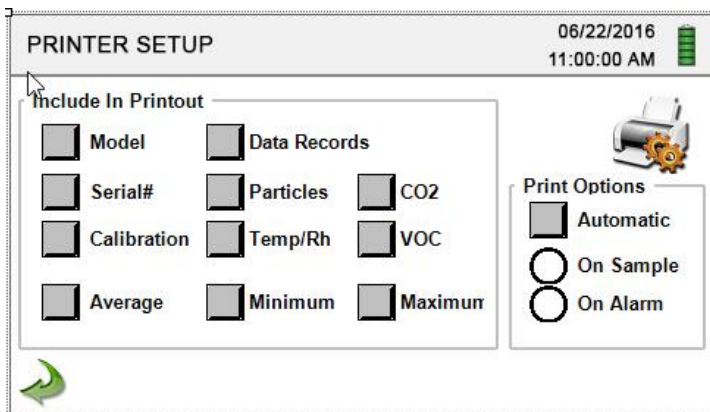 PRINTER SETUP
06/22/2016
11:00:00 AM
Include In Printout
Model Data Records
Serial# Particles CO2
Calibration Temp/Rh VOC
Average Minimum Maximum
Print Options
Automatic
On Sample
On Alarm